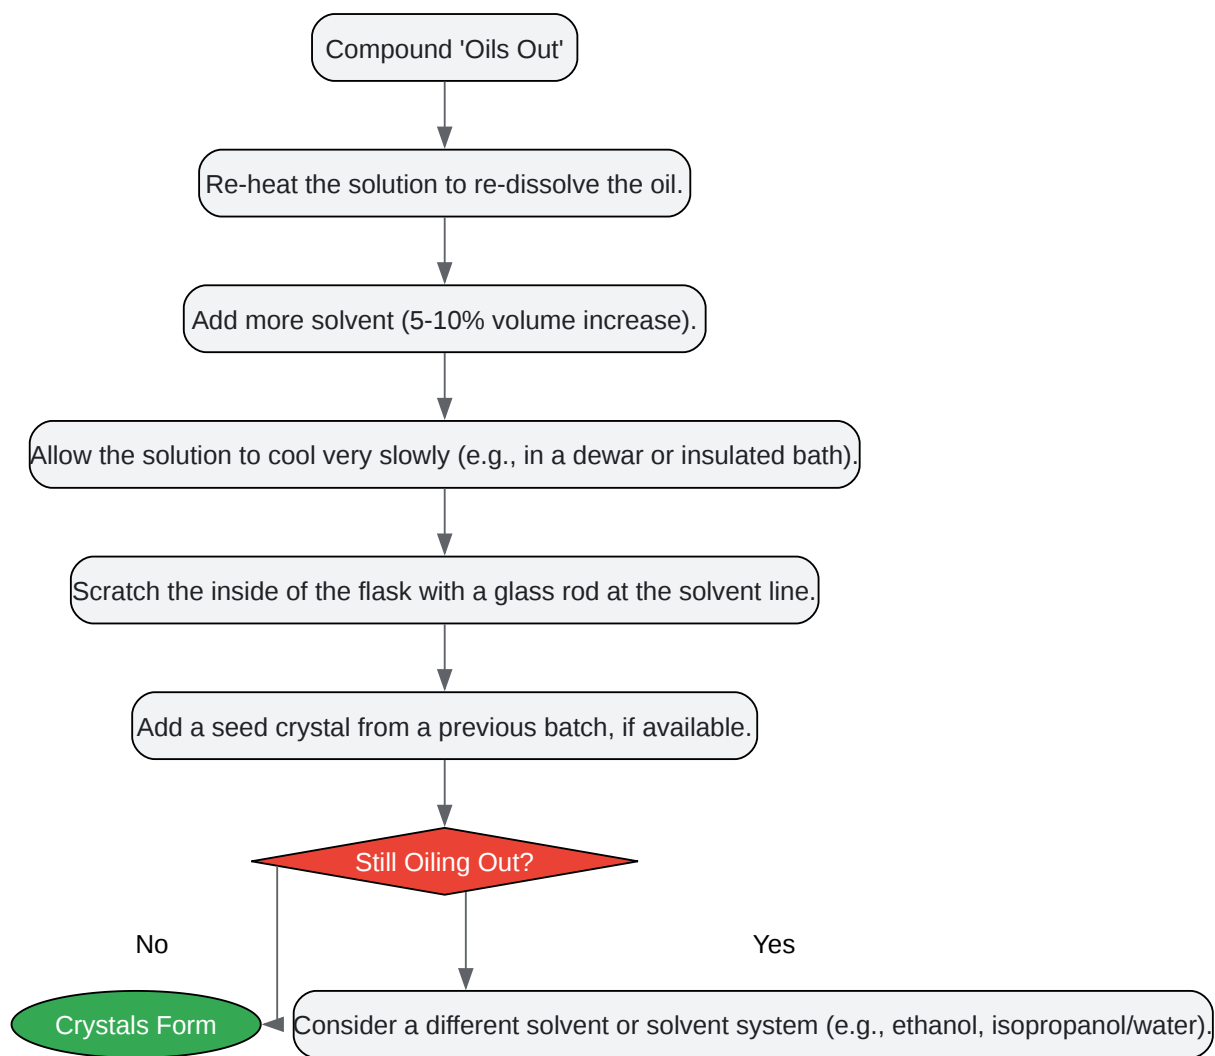 Compound 'Oils Out'
Re-heat the solution to re-dissolve the oil.
Add more solvent (5-10% volume increase).
Allow the solution to cool very slowly (e.g., in a dewar or insulated bath).
Scratch the inside of the flask with a glass rod at the solvent line.
Add a seed crystal from a previous batch, if available.
Still Oiling Out?
No
Yes
Crystals Form
Consider a different solvent or solvent system (e.g., ethanol, isopropanol/water).